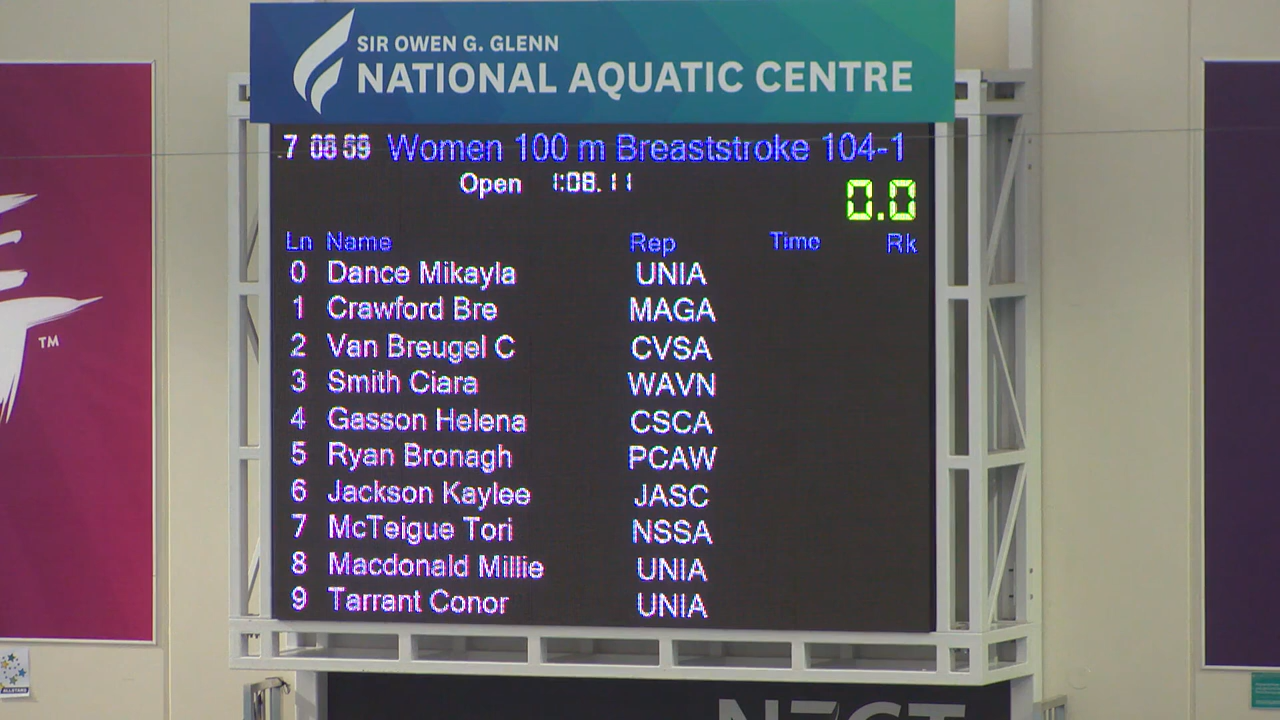 SIR OWEN G. GLENN
NATIONAL AQUATIC CENTRE
7 08 59 Women 100 m Breaststroke 104-1
Open 1:08.11
0.0
Ln Name Rep Time Rk
0 Dance Mikayla UNIA
1 Crawford Bre MAGA
2 Van Breugel C CVSA
3 Smith Ciara WAVN
4 Gasson Helena CSCA
5 Ryan Bronagh PCAW
6 Jackson Kaylee JASC
7 McTeigue Tori NSSA
8 Macdonald Millie UNIA
9 Tarrant Conor UNIA
TM